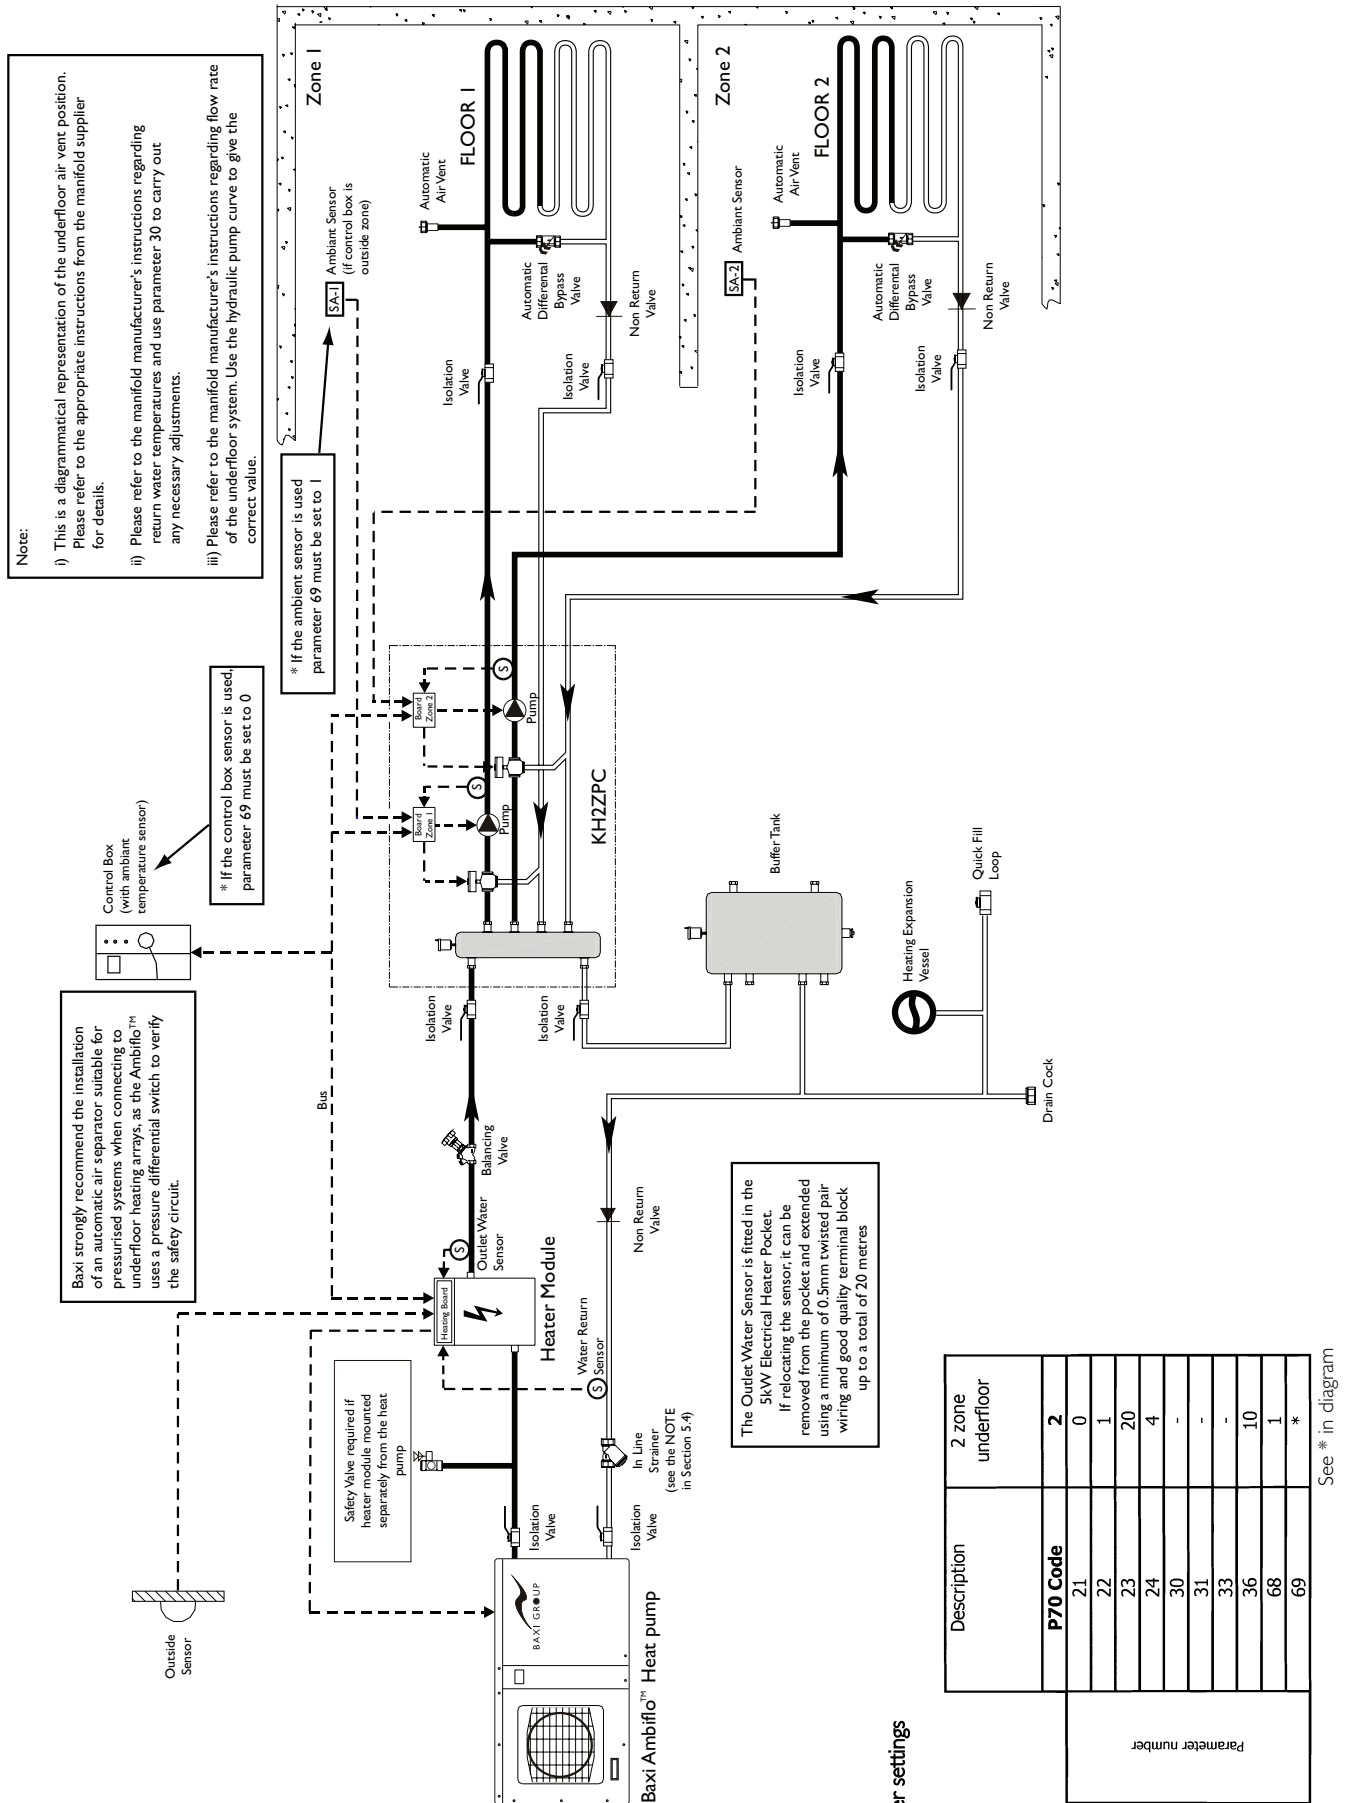 Note:
i) This is a diagrammatical representation of the underfloor air vent position.
Please refer to the appropriate instructions from the manifold supplier
for details.
ii) Please refer to the manifold manufacturer's instructions regarding
return water temperatures and use parameter 30 to carry out
any necessary adjustments.
iii) Please refer to the manifold manufacturer's instructions regarding flow rate
of the underfloor system. Use the hydraulic pump curve to give the
correct value.
Baxi strongly recommend the installation
of an automatic air separator suitable for
pressurised systems when connecting to
underfloor heating arrays, as the Ambiflo™
uses a pressure differential switch to verify
the safety circuit.
Control Box
(with ambiant
temperature sensor)
* If the control box sensor is used,
parameter 69 must be set to 0
* If the ambient sensor is used
parameter 69 must be set to 1
SA-1
Ambiant Sensor
(if control box is
outside zone)
Zone 1
Outside
Sensor
Bus
Safety Valve required if
heater module mounted
separately from the heat
pump
Heating Board
Heater Module
S
Outlet Water
Sensor
Balancing
Valve
Isolation
Valve
Isolation
Valve
Board
Zone 1
Board
Zone 2
S
S
Pump
Pump
KH2ZPC
Isolation
Valve
Isolation
Valve
Automatic
Air Vent
FLOOR 1
Automatic
Differental
Bypass
Valve
Non Return
Valve
BAXI GROUP
Baxi Ambiflo™ Heat pump
Isolation
Valve
Isolation
Valve
In Line
Strainer
(see the NOTE
in Section 5.4)
S
Water Return
Sensor
Non Return
Valve
Zone 2
SA-2
Ambiant Sensor
Automatic
Air Vent
FLOOR 2
Isolation
Valve
Isolation
Valve
Automatic
Differental
Bypass
Valve
Non Return
Valve
The Outlet Water Sensor is fitted in the
5kW Electrical Heater Pocket.
If relocating the sensor, it can be
removed from the pocket and extended
using a minimum of 0.5mm twisted pair
wiring and good quality terminal block
up to a total of 20 metres
Buffer Tank
Heating Expansion
Vessel
Quick Fill
Loop
Drain Cock
er settings
Description 2 zone
underfloor
P70 Code 2
Parameter number
21 0
22 1
23 20
24 4
30 -
31 -
33 -
36 10
68 1
69 *
See * in diagram